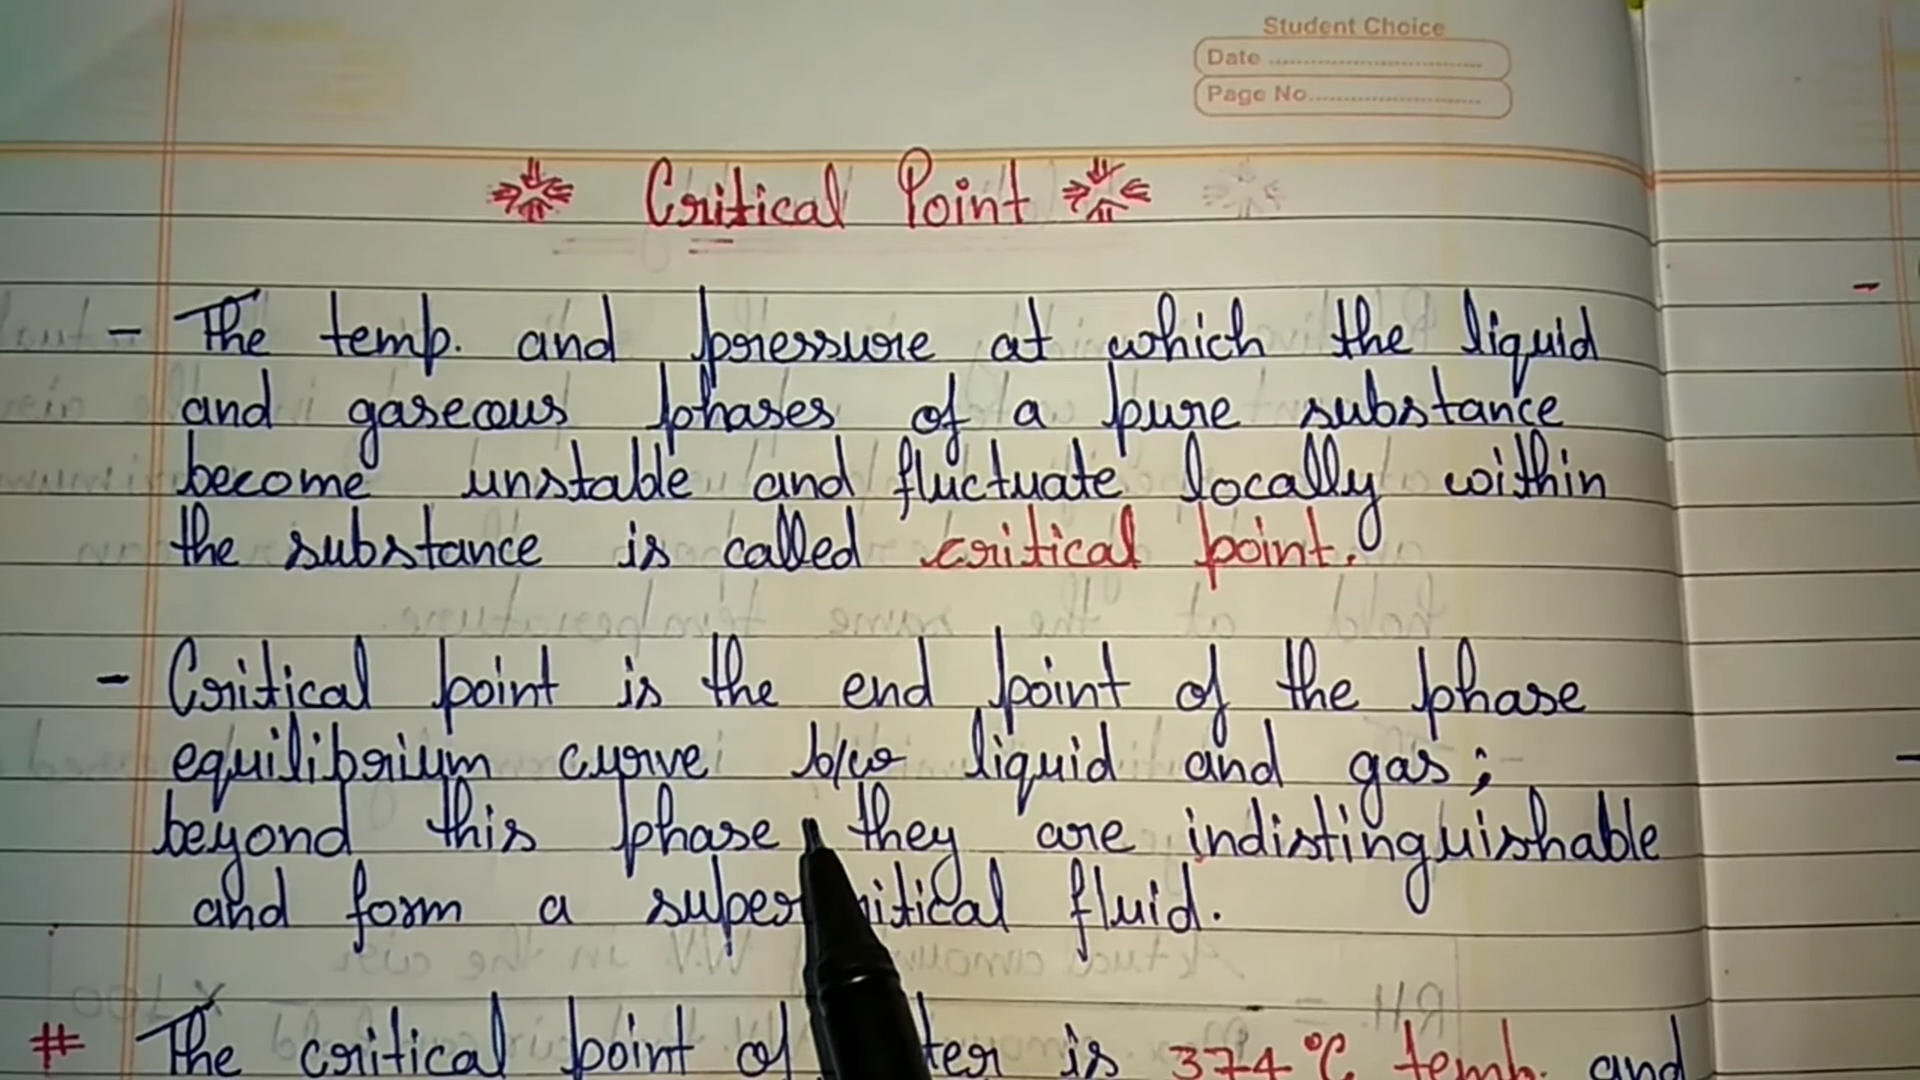 Student Choice
Date
Page No.
Critical Point
- The temp. and pressure at which the liquid
and gaseous phases of a pure substance
become unstable and fluctuate locally within
the substance is called critical point.
- Critical point is the end point of the phase
equilibrium curve b/w liquid and gas;
beyond this phase they are indistinguishable
and form a supercritical fluid.
# The critical point of is 374°C temp. and